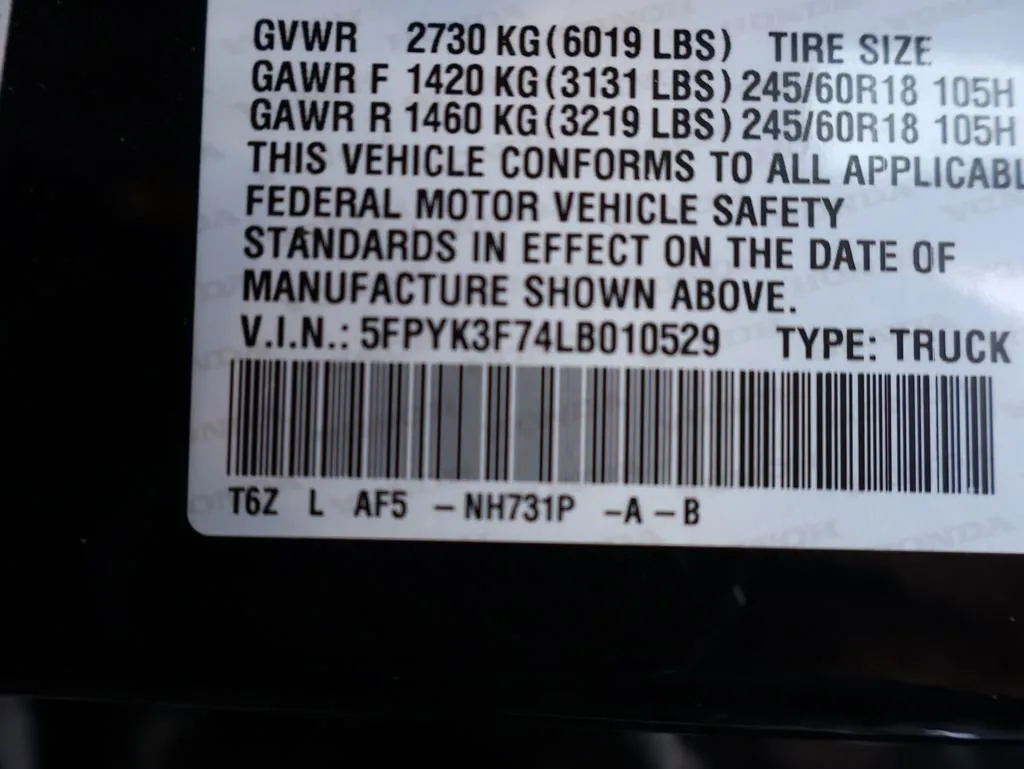 GVWR 2730 KG (6019 LBS) TIRE SIZE
GAWR F 1420 KG (3131 LBS) 245/60R18 105H
GAWR R 1460 KG (3219 LBS) 245/60R18 105H
THIS VEHICLE CONFORMS TO ALL APPLICABL
FEDERAL MOTOR VEHICLE SAFETY
STANDARDS IN EFFECT ON THE DATE OF
MANUFACTURE SHOWN ABOVE.
V.I.N.: 5FPYK3F74LB010529 TYPE: TRUCK
T6Z L AF5 -NH731P -A-B